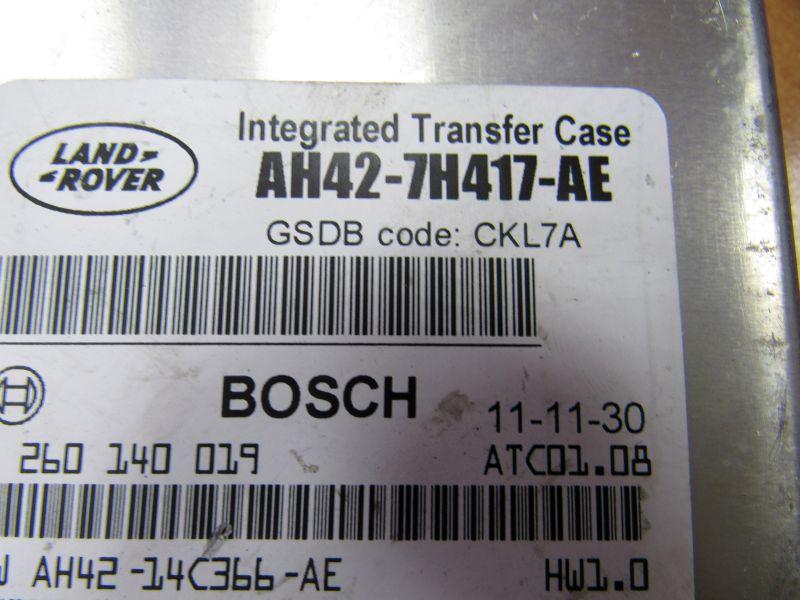 LAND
ROVER
Integrated Transfer Case
AH42-7H417-AE
GSDB code: CKL7A
BOSCH
11-11-30
260 140 019
ATC01.08
AH42-14C366-AE
HW1.0